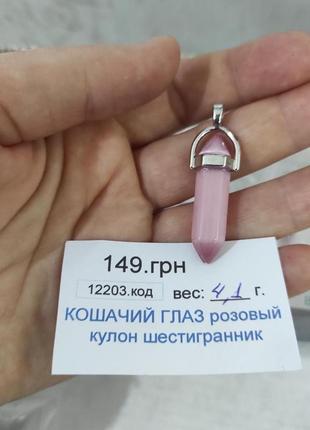 149.грн
12203.код вес: 4,1 г.
КОШАЧИЙ ГЛАЗ розовый
кулон шестигранник